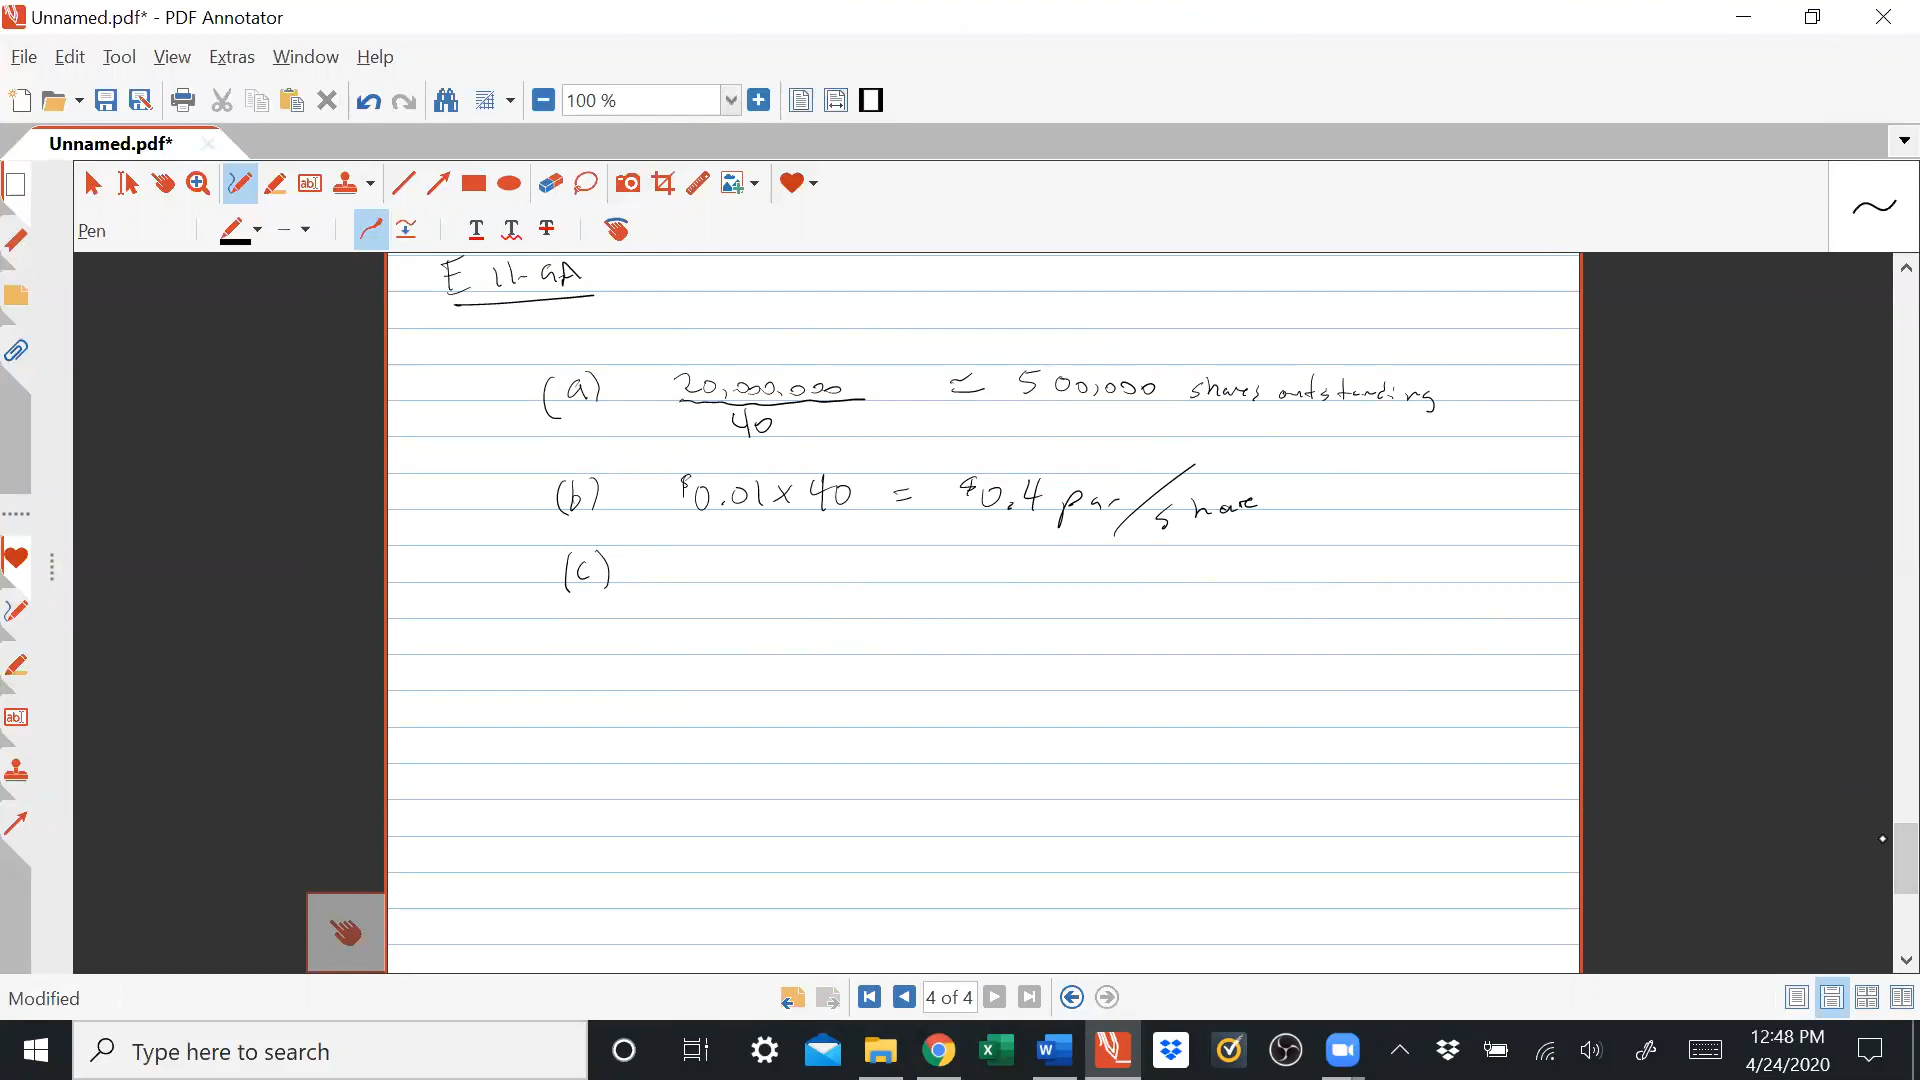 Unnamed.pdf* - PDF Annotator
File Edit Tool View Extras Window Help
100 %
Unnamed.pdf*
Pen
E 11-9A
(a) 20,000,000 ≃ 500,000 shares outstanding
40
(b) $0.01 x 40 = $0.4 par/share
(c)
Modified
4 of 4
Type here to search
12:48 PM
4/24/2020